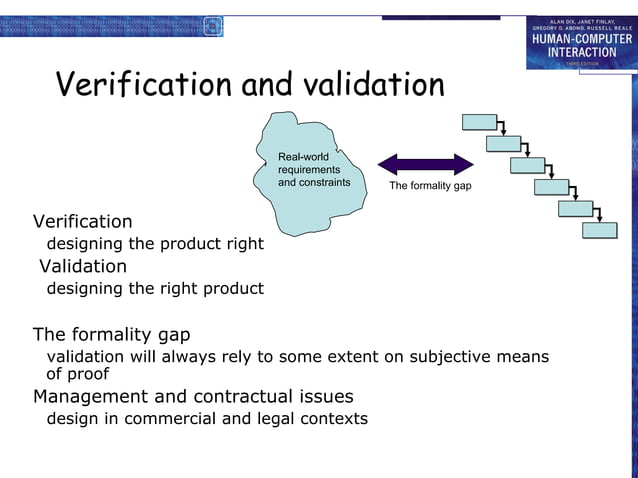 ALAN DIX, JANET FINLAY,
GREGORY D. ABOWD, RUSSELL BEALE
HUMAN-COMPUTER
INTERACTION
THIRD EDITION
Verification and validation
Real-world
requirements
and constraints
The formality gap
Verification
designing the product right
Validation
designing the right product
The formality gap
validation will always rely to some extent on subjective means
of proof
Management and contractual issues
design in commercial and legal contexts